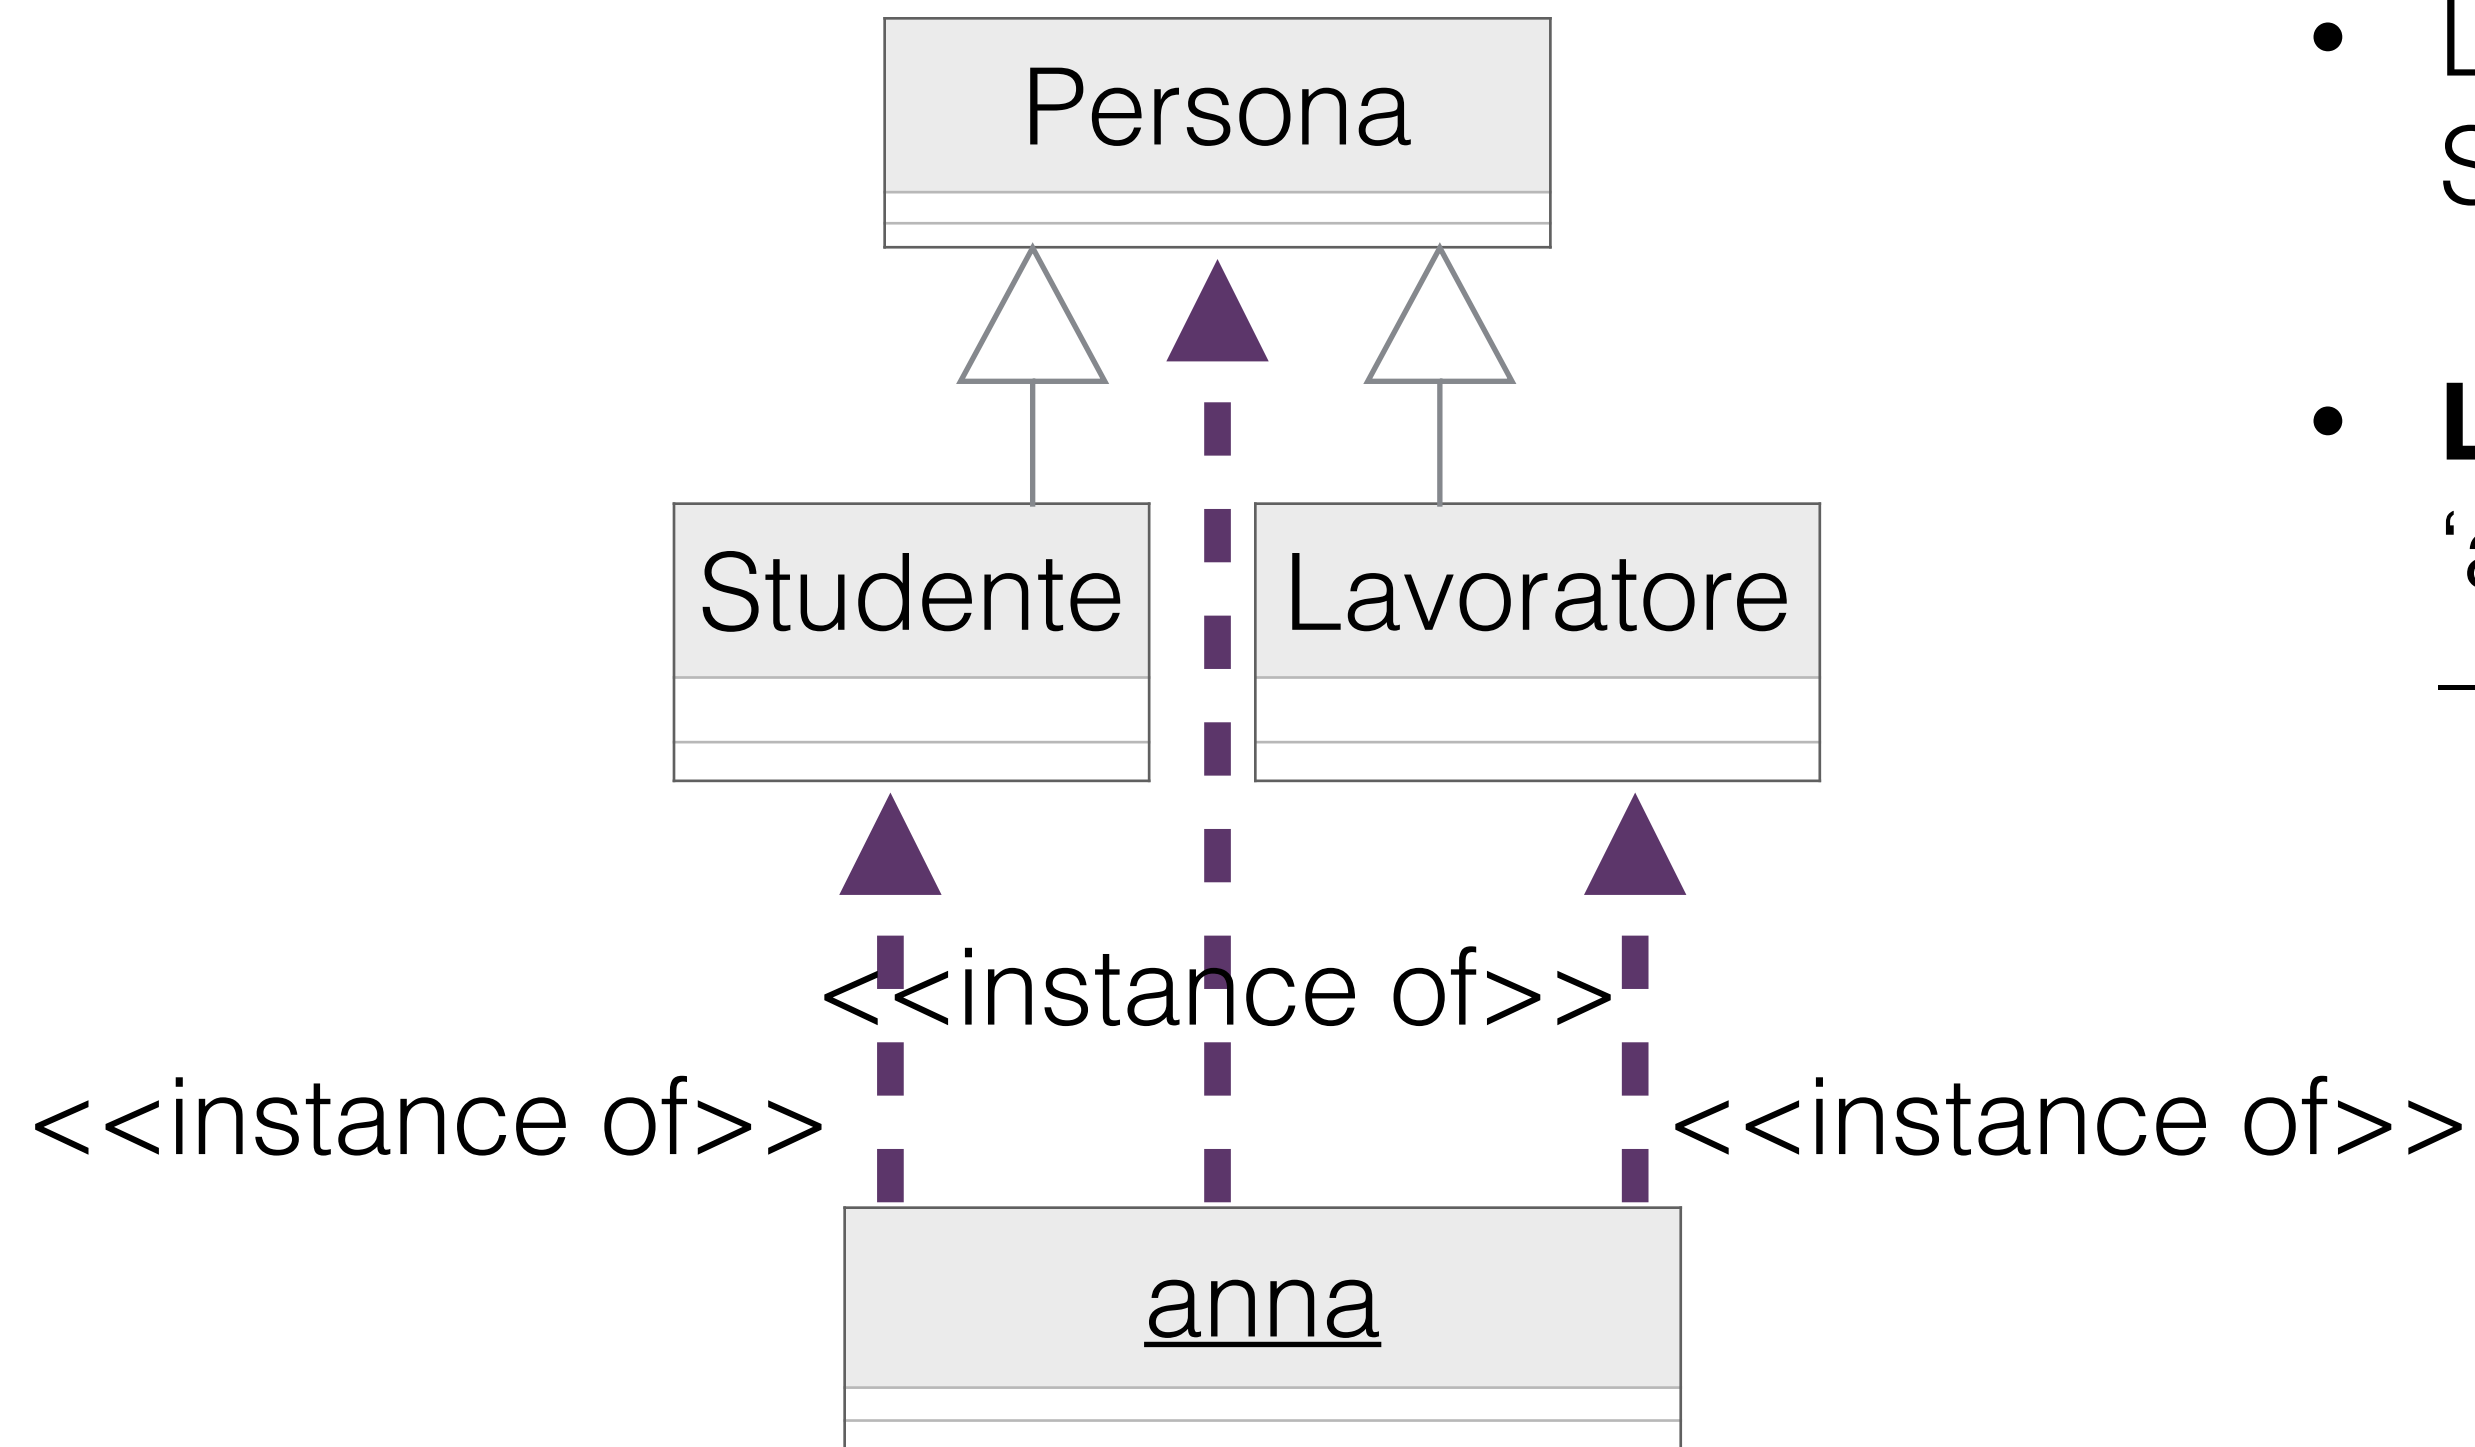 Persona
Studente
Lavoratore
<<instance of>>
<<instance of>>
<<instance of>>
anna